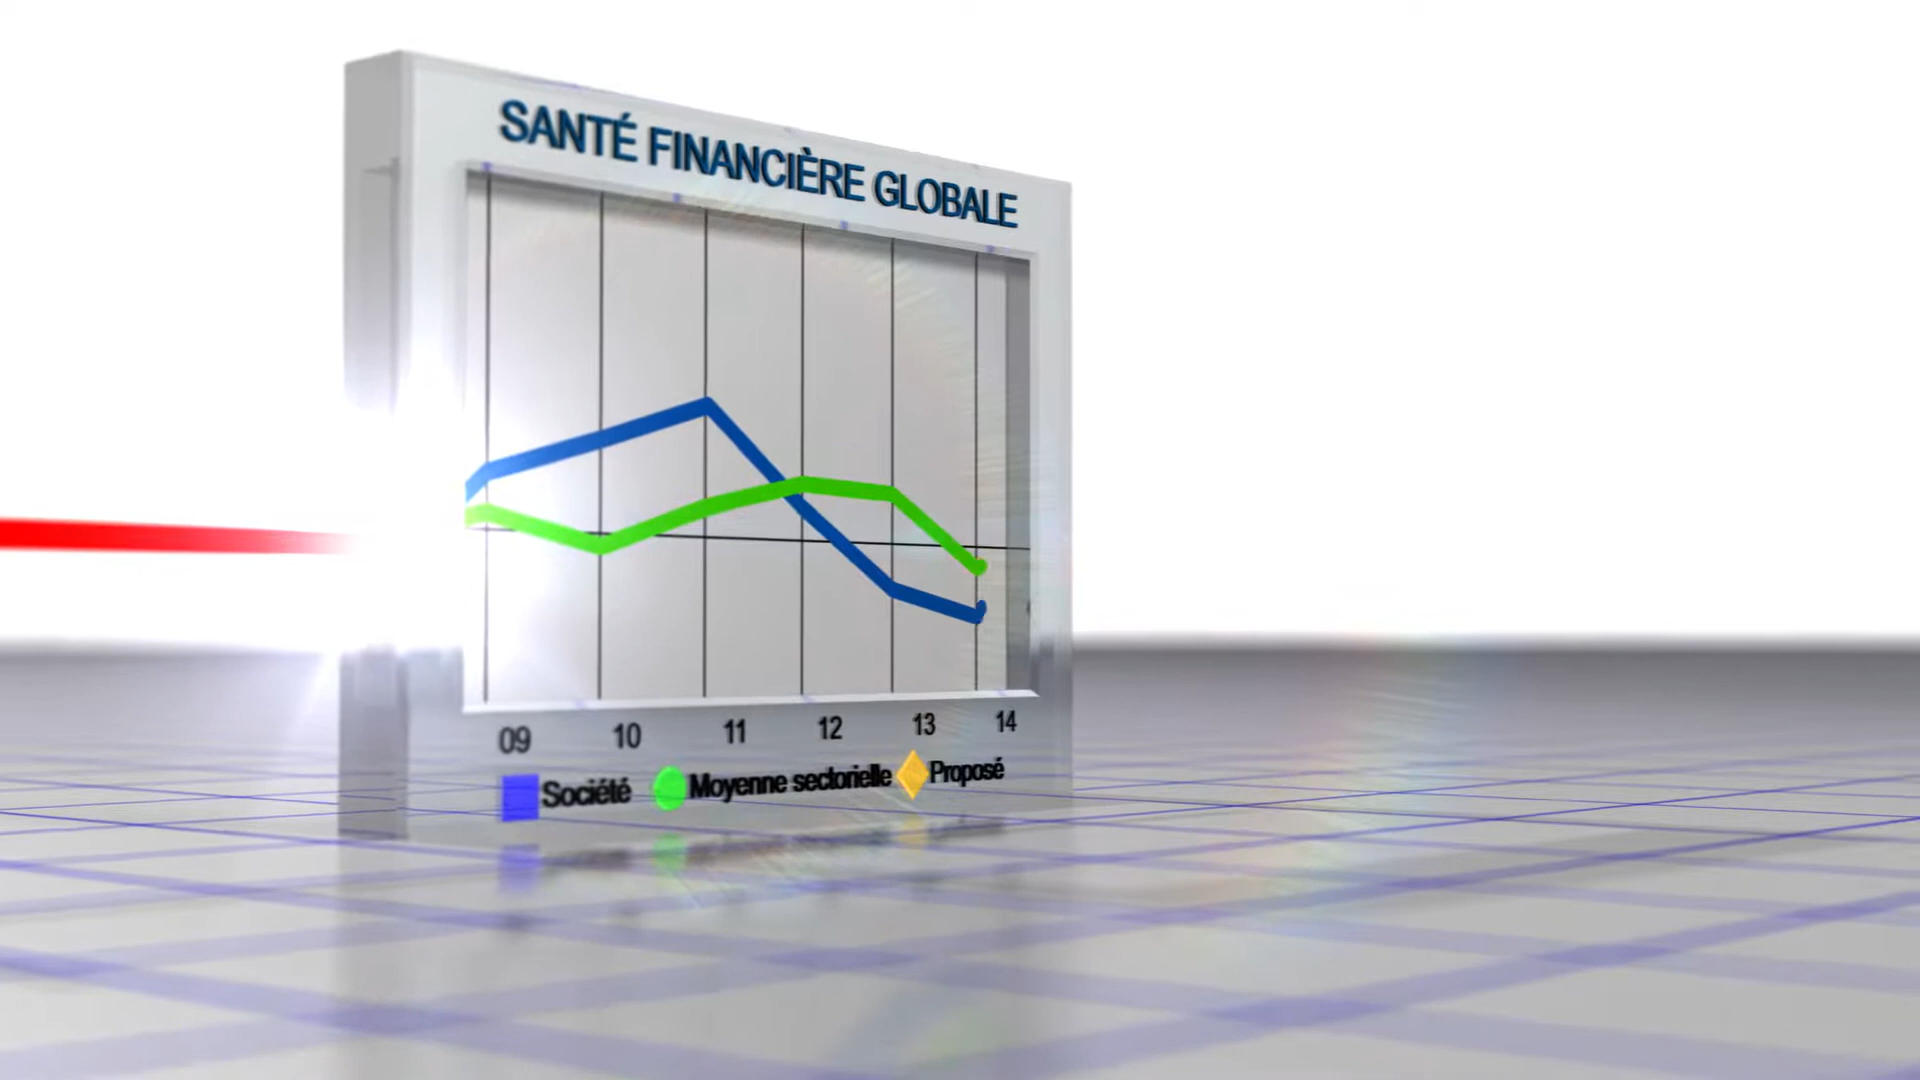 SANTÉ FINANCIÈRE GLOBALE
09 10 11 12 13 14
Société Moyenne sectorielle Proposé